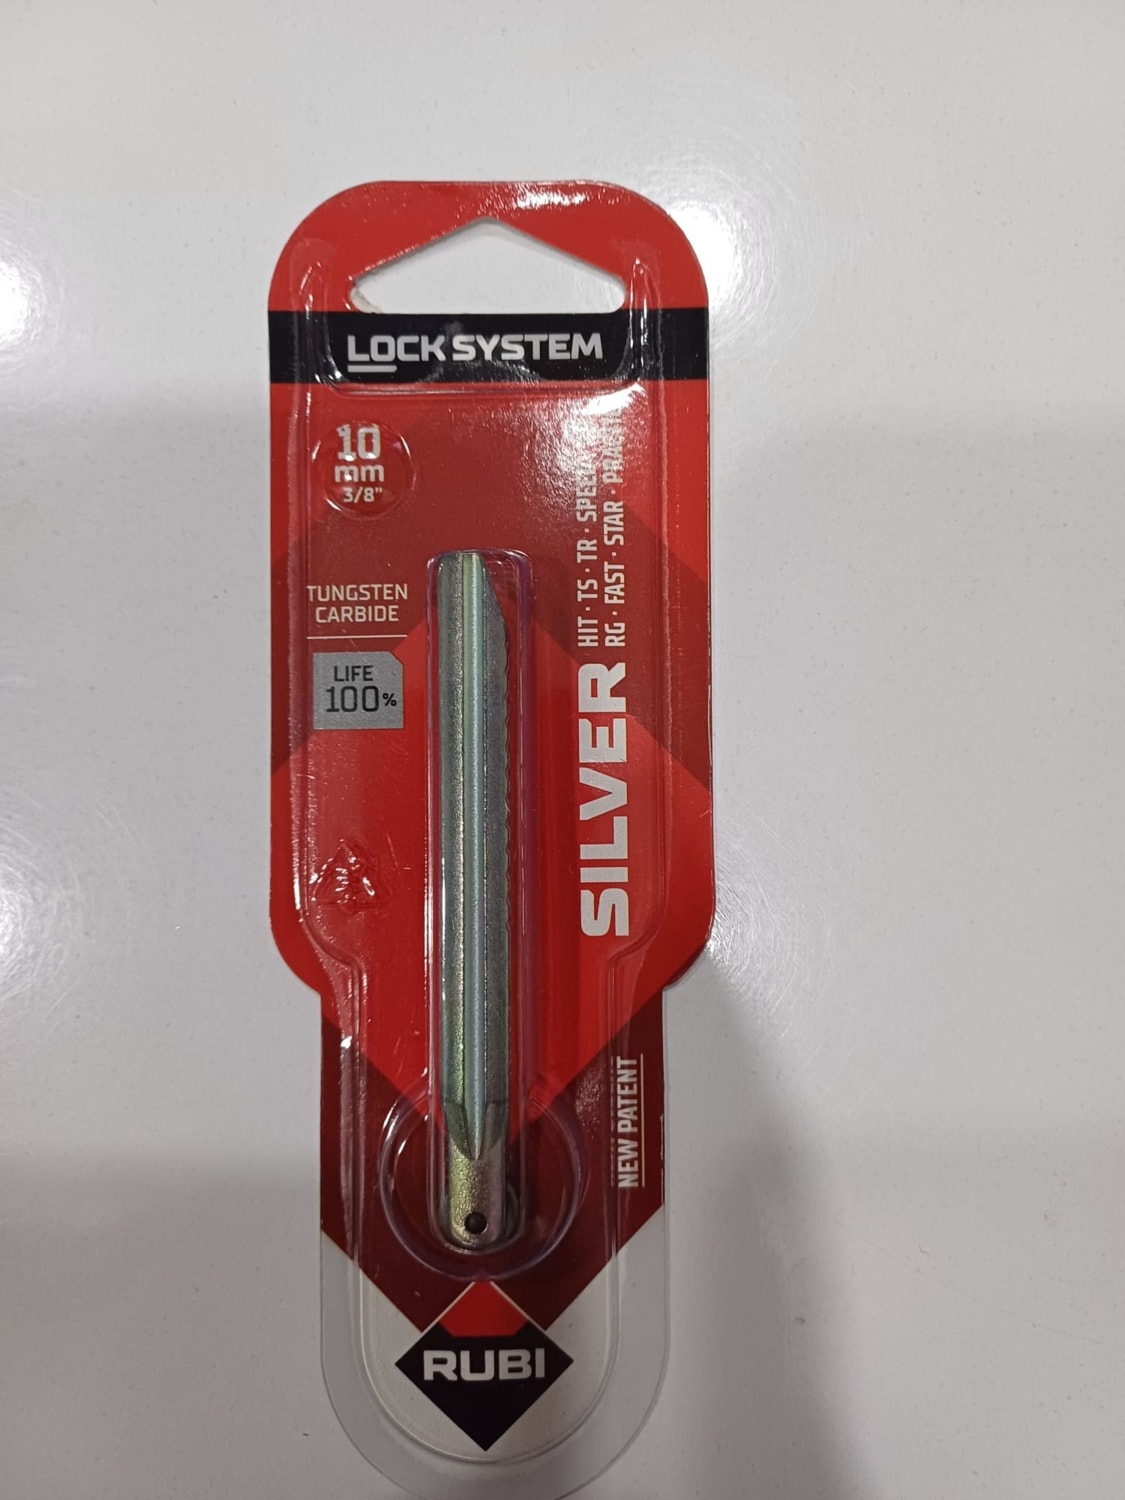 LOCK SYSTEM
10
mm
3/8"
TUNGSTEN
CARBIDE
LIFE
100%
SILVER
HIT · TS · TR ·
RG · FAST · STAR ·
NEW PATENT
RUBI